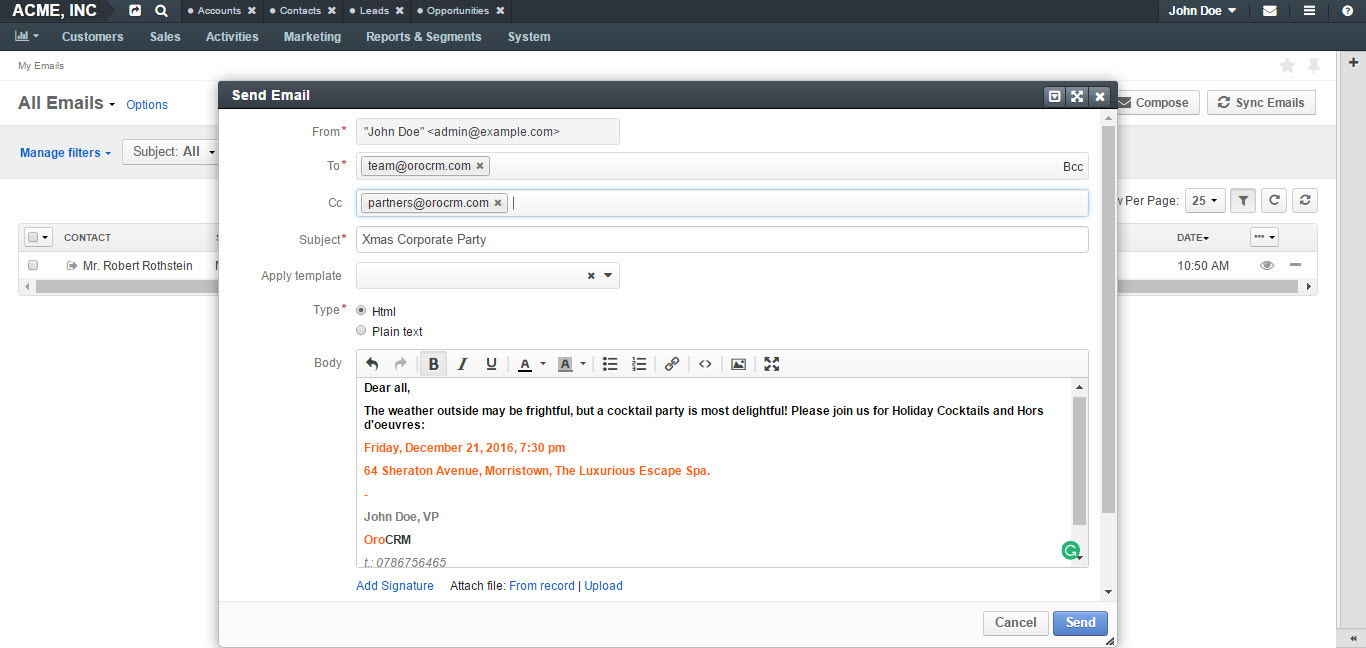 ACME, INC
Accounts
Contacts
Leads
Opportunities
John Doe
Customers
Sales
Activities
Marketing
Reports & Segments
System
My Emails
All Emails
Options
Compose
Sync Emails
Manage filters
Subject: All
Per Page:
25
CONTACT
DATE
Mr. Robert Rothstein
10:50 AM
Send Email
From*
"John Doe" <admin@example.com>
To*
team@orocrm.com
Bcc
Cc
partners@orocrm.com
Subject*
Xmas Corporate Party
Apply template
Type*
Html
Plain text
Body
B I U A A
Dear all,
The weather outside may be frightful, but a cocktail party is most delightful! Please join us for Holiday Cocktails and Hors
d'oeuvres:
Friday, December 21, 2016, 7:30 pm
64 Sheraton Avenue, Morristown, The Luxurious Escape Spa.
-
John Doe, VP
OroCRM
t.: 0786756465
Add Signature
Attach file: From record | Upload
Cancel
Send